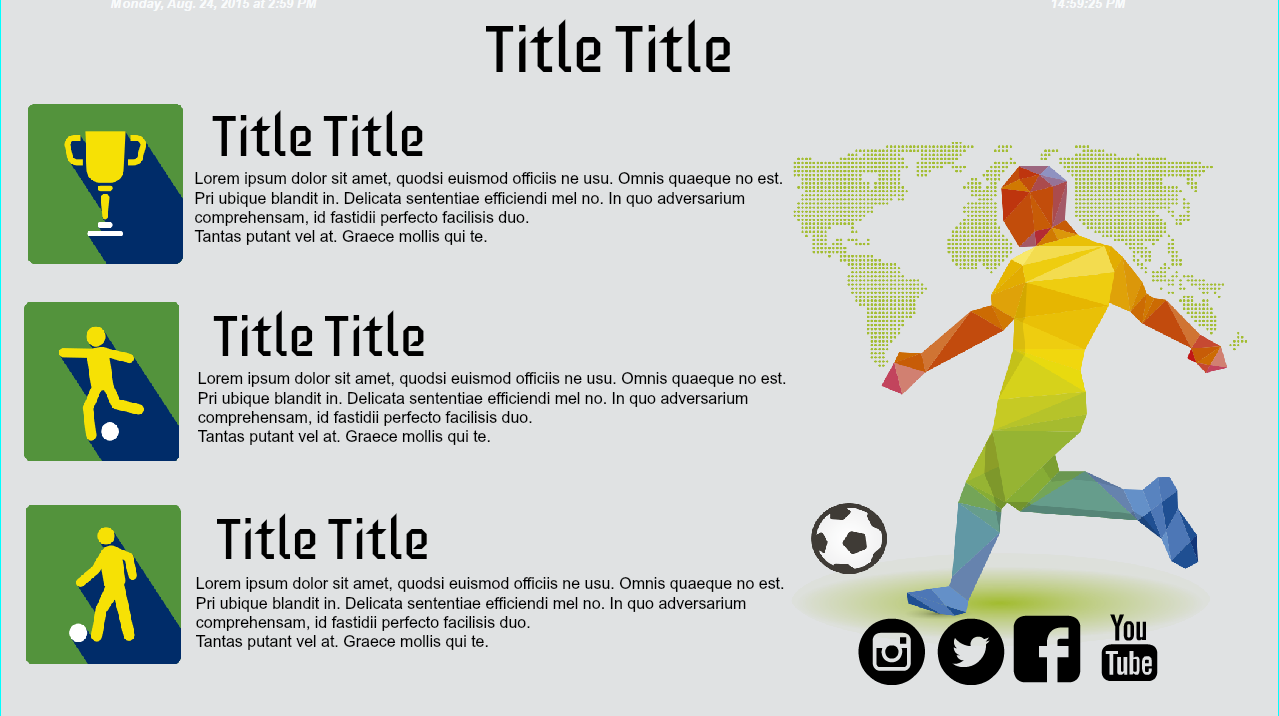 Monday, Aug. 24, 2015 at 2:59 PM
14:59:25 PM
Title Title
Title Title
Lorem ipsum dolor sit amet, quodsi euismod officiis ne usu. Omnis quaeque no est.
Pri ubique blandit in. Delicata sententiae efficiendi mel no. In quo adversarium
comprehensam, id fastidii perfecto facilisis duo.
Tantas putant vel at. Graece mollis qui te.
Title Title
Lorem ipsum dolor sit amet, quodsi euismod officiis ne usu. Omnis quaeque no est.
Pri ubique blandit in. Delicata sententiae efficiendi mel no. In quo adversarium
comprehensam, id fastidii perfecto facilisis duo.
Tantas putant vel at. Graece mollis qui te.
Title Title
Lorem ipsum dolor sit amet, quodsi euismod officiis ne usu. Omnis quaeque no est.
Pri ubique blandit in. Delicata sententiae efficiendi mel no. In quo adversarium
comprehensam, id fastidii perfecto facilisis duo.
Tantas putant vel at. Graece mollis qui te.
You
Tube